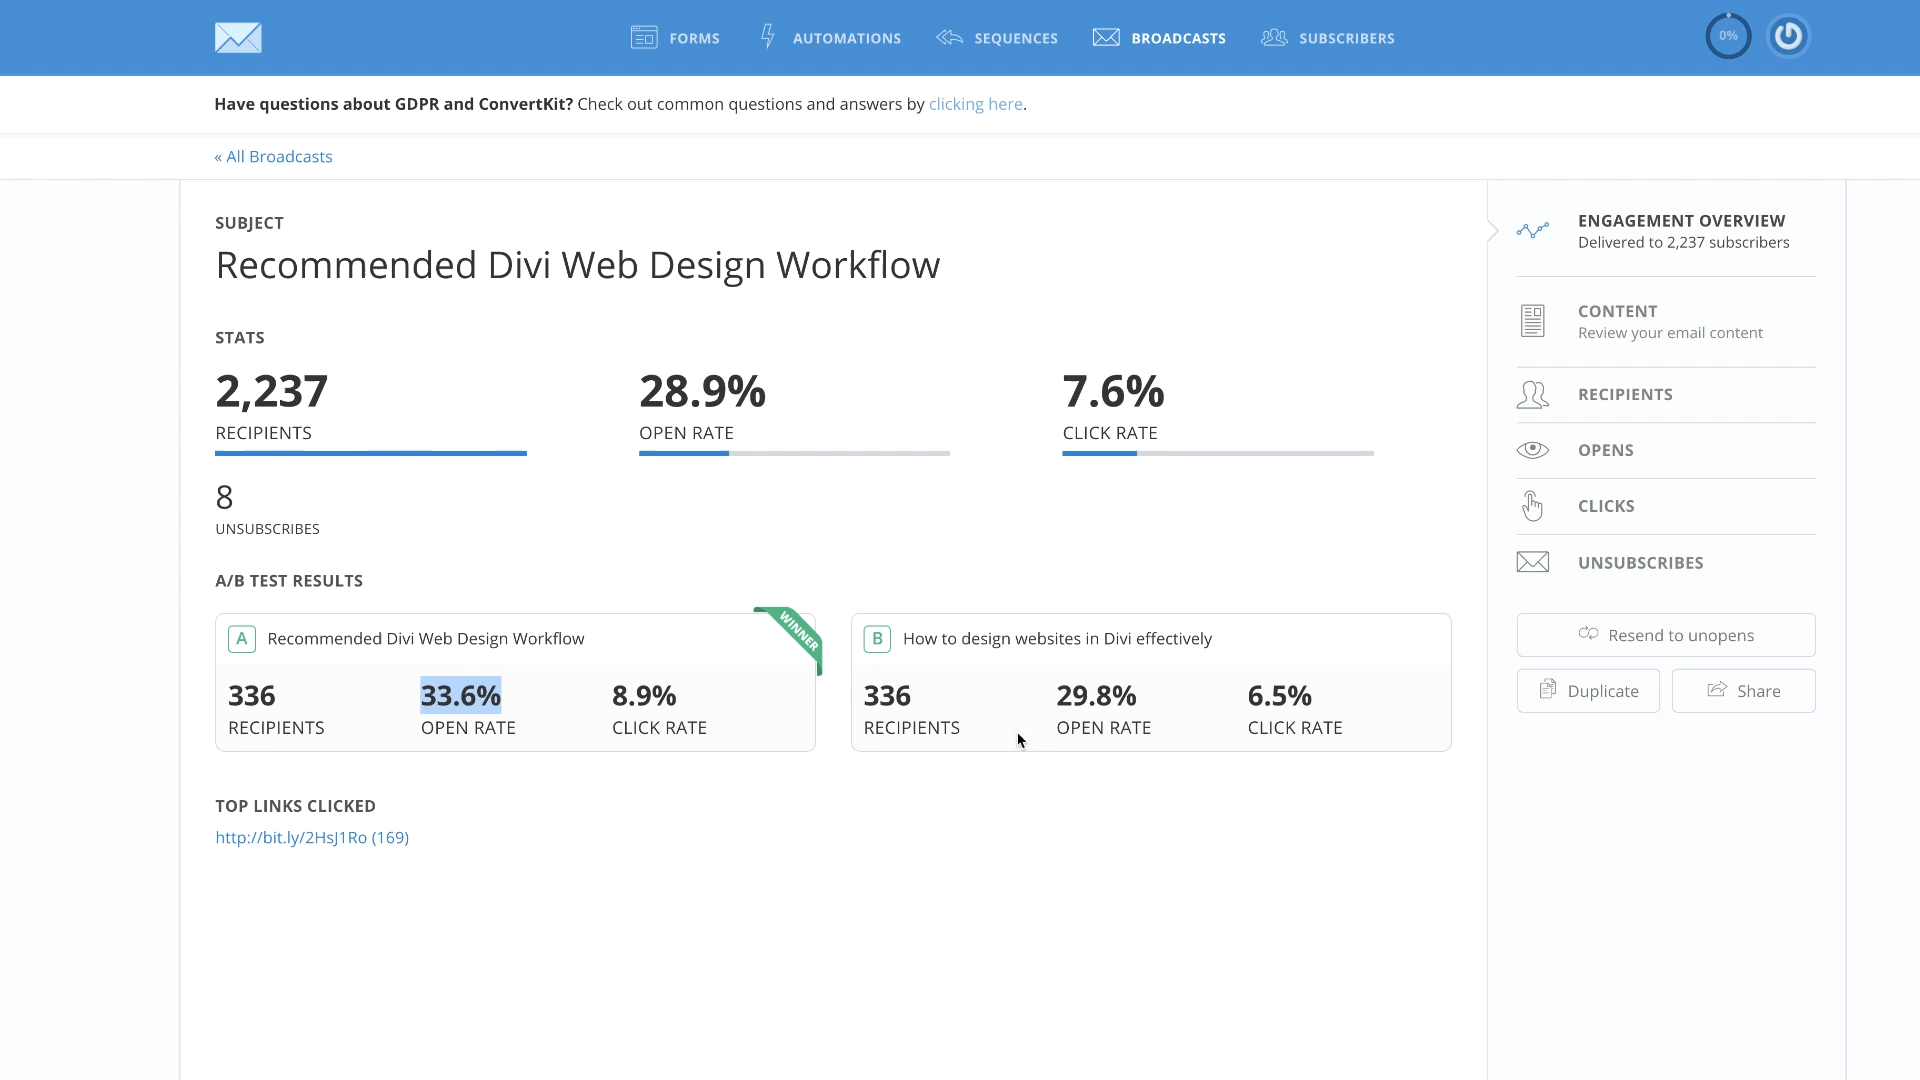 FORMS
AUTOMATIONS
SEQUENCES
BROADCASTS
SUBSCRIBERS
0%
Have questions about GDPR and ConvertKit? Check out common questions and answers by clicking here.
« All Broadcasts
SUBJECT
Recommended Divi Web Design Workflow
STATS
2,237
RECIPIENTS
28.9%
OPEN RATE
7.6%
CLICK RATE
8
UNSUBSCRIBES
A/B TEST RESULTS
A Recommended Divi Web Design Workflow
WINNER
336
RECIPIENTS
33.6%
OPEN RATE
8.9%
CLICK RATE
B How to design websites in Divi effectively
336
RECIPIENTS
29.8%
OPEN RATE
6.5%
CLICK RATE
TOP LINKS CLICKED
http://bit.ly/2HsJ1Ro (169)
ENGAGEMENT OVERVIEW
Delivered to 2,237 subscribers
CONTENT
Review your email content
RECIPIENTS
OPENS
CLICKS
UNSUBSCRIBES
Resend to unopens
Duplicate
Share